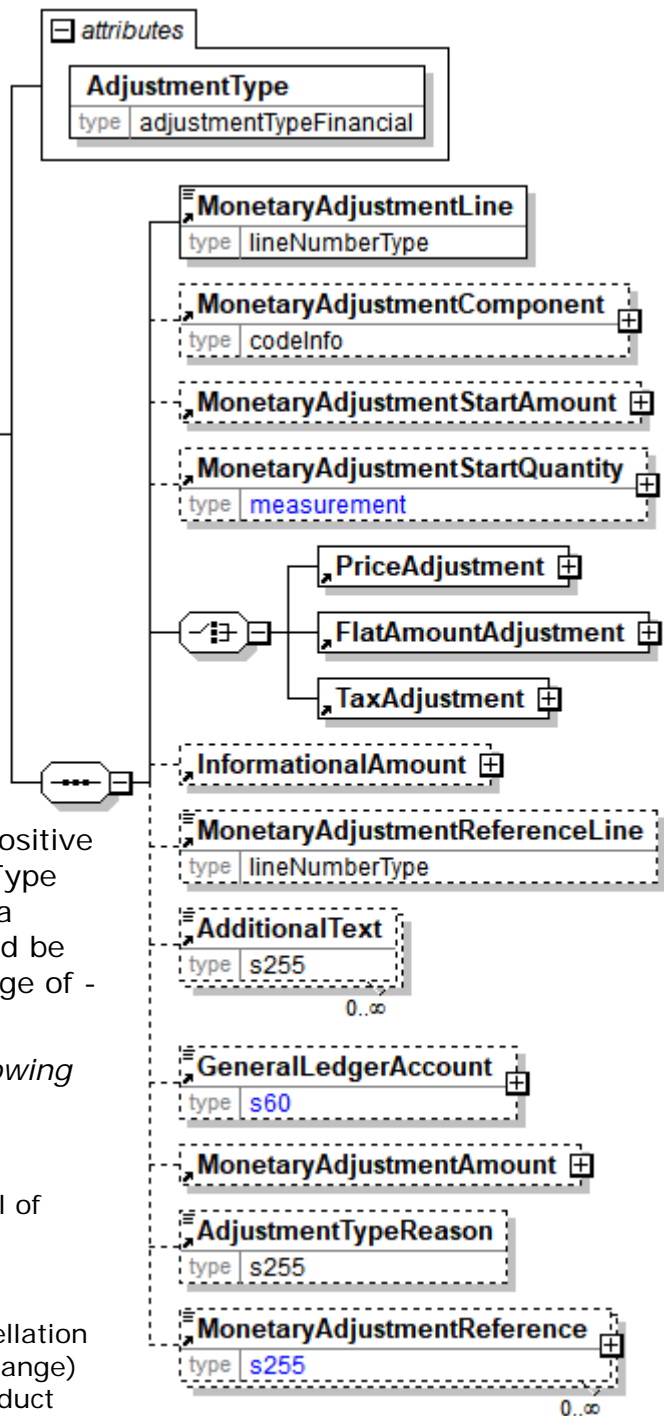 attributes
AdjustmentType
type adjustmentTypeFinancial
MonetaryAdjustmentLine
type lineNumberType
MonetaryAdjustmentComponent
type codeInfo
MonetaryAdjustmentStartAmount
MonetaryAdjustmentStartQuantity
type measurement
PriceAdjustment
FlatAmountAdjustment
TaxAdjustment
InformationalAmount
MonetaryAdjustmentReferenceLine
type lineNumberType
AdditionalText
type s255
0..∞
GeneralLedgerAccount
type s60
MonetaryAdjustmentAmount
AdjustmentTypeReason
type s255
MonetaryAdjustmentReference
type s255
0..∞
ositive
Type
a
d be
ge of -
owing
l of
ellation
ange)
duct